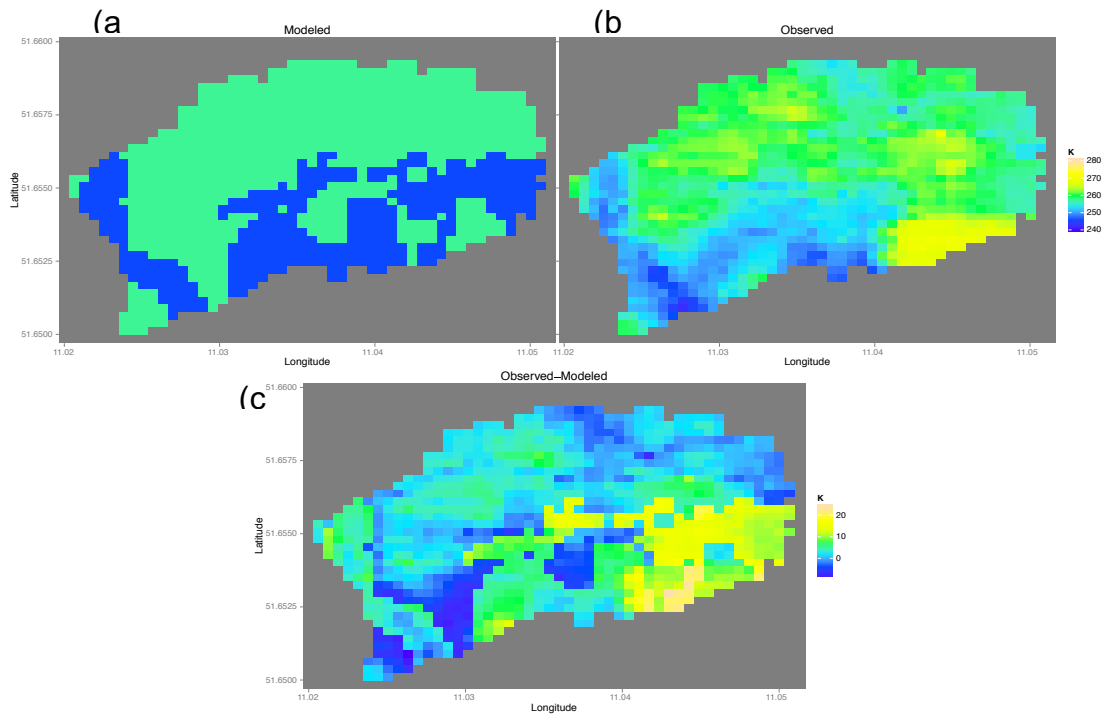 (a
Modeled
51.6600
51.6575
51.6550
51.6525
51.6500
Latitude
11.02
11.03
11.04
11.05
Longitude
(b
Observed
11.02
11.03
11.04
11.05
Longitude
K
280
270
260
250
240
(c
Observed–Modeled
51.6600
51.6575
51.6550
51.6525
51.6500
Latitude
11.02
11.03
11.04
11.05
Longitude
K
20
10
0